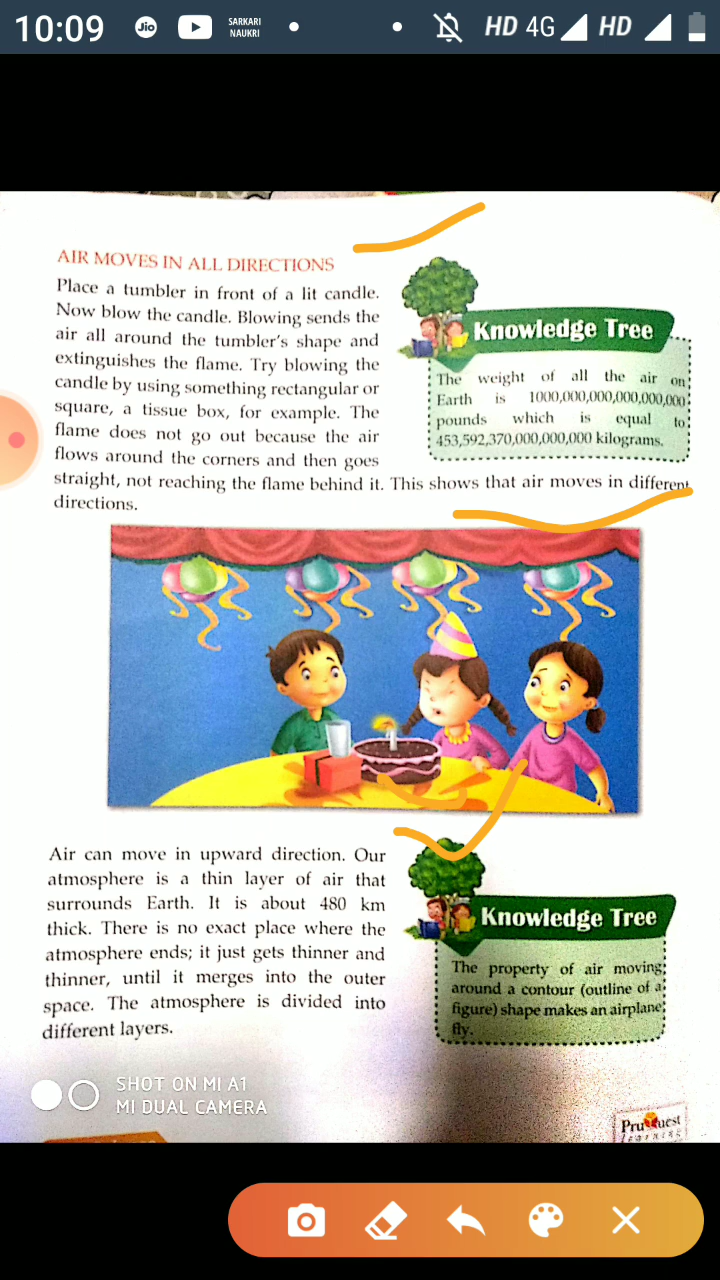 10:09
Jio
SARKARI
NAUKRI
HD 4G HD
AIR MOVES IN ALL DIRECTIONS
Place a tumbler in front of a lit candle.
Now blow the candle. Blowing sends the
air all around the tumbler's shape and
extinguishes the flame. Try blowing the
candle by using something rectangular or
square, a tissue box, for example. The
flame does not go out because the air
flows around the corners and then goes
straight, not reaching the flame behind it. This shows that air moves in different
directions.
Knowledge Tree
The weight of all the air on
Earth is 1000,000,000,000,000,000
pounds which is equal to
453,592,370,000,000,000 kilograms.
Air can move in upward direction. Our
atmosphere is a thin layer of air that
surrounds Earth. It is about 480 km
thick. There is no exact place where the
atmosphere ends; it just gets thinner and
thinner, until it merges into the outer
space. The atmosphere is divided into
different layers.
Knowledge Tree
The property of air moving
around a contour (outline of a
figure) shape makes an airplane
fly.
SHOT ON MI A1
MI DUAL CAMERA
PruQuest
LEARNING